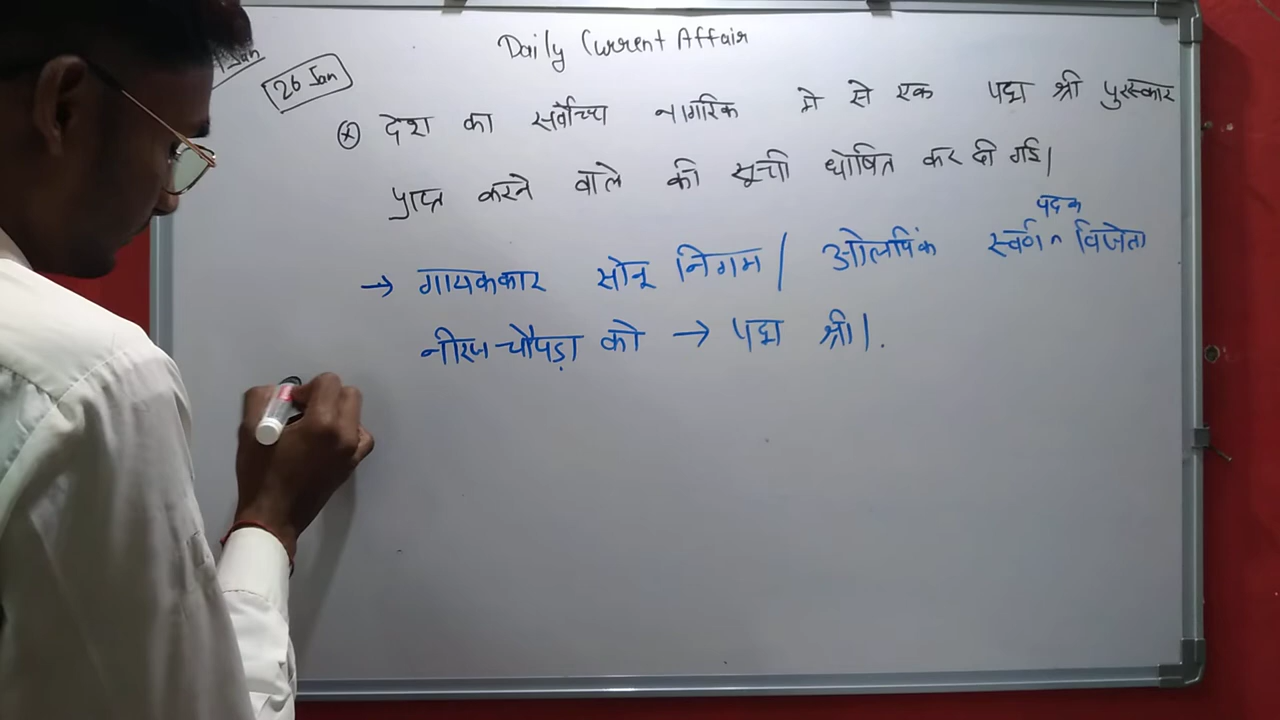 Daily Current Affair
Jan
26 Jan
देश का सर्वोच्च नागरिक मे से एक पद्म श्री पुरस्कार
प्राप्त करने वाले की सूची घोषित कर दी गई।
पदक
→ गायककार सोनू निगम / ओलपिंक स्वर्ण ^ विजेता
नीरज चौपड़ा को → पद्म श्री।.